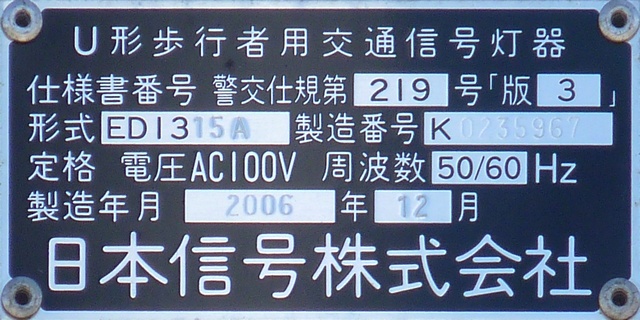 U形歩行者用交通信号灯器
仕様書番号 警交仕規第 219 号「版 3 」
形式 ED1315A 製造番号 K0235967
定格 電圧AC100V 周波数 50/60 Hz
製造年月 2006 年 12 月
日本信号株式会社